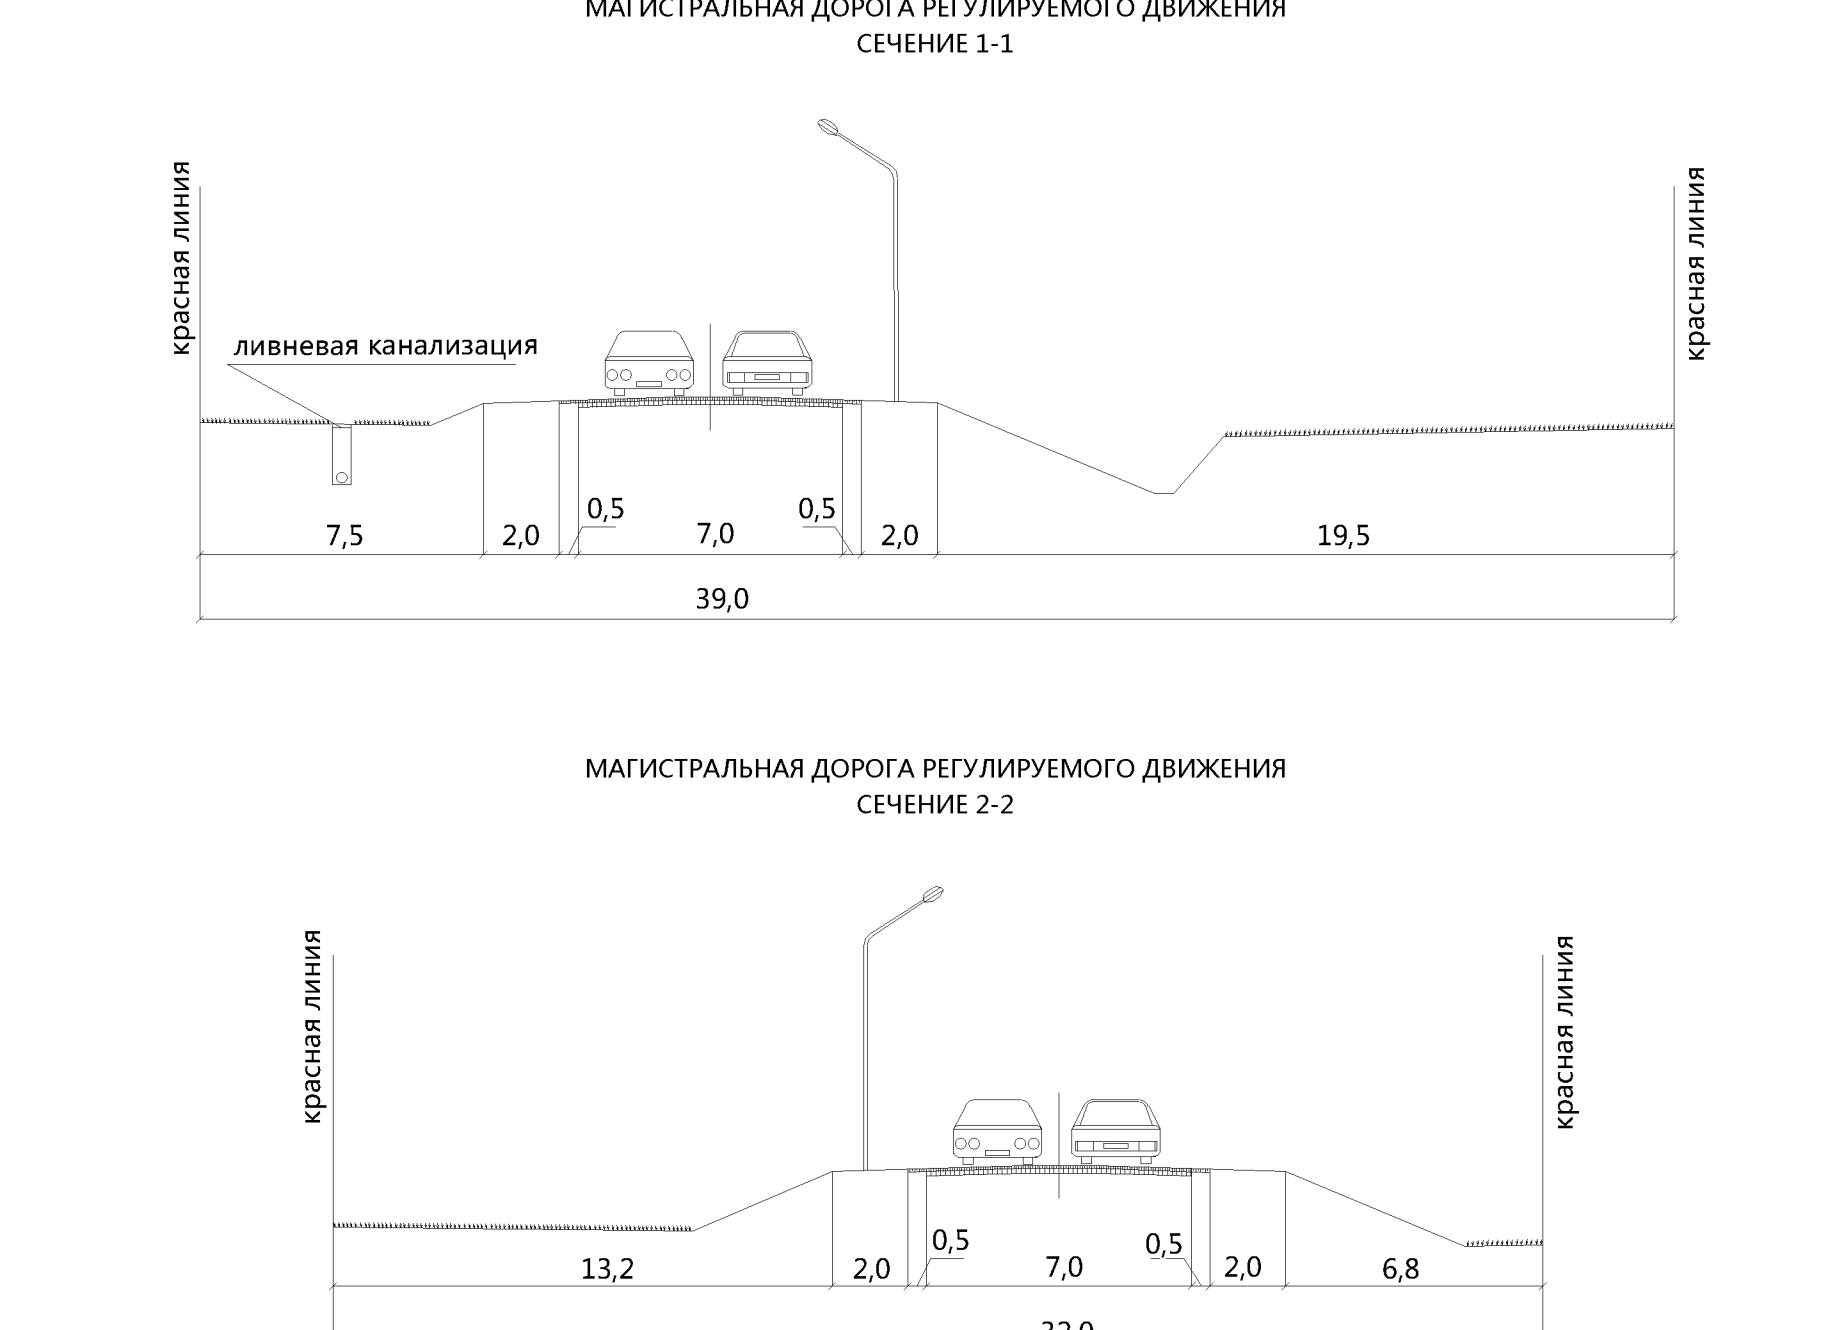 МАГИСТРАЛЬНАЯ ДОРОГА РЕГУЛИРУЕМОГО ДВИЖЕНИЯ
СЕЧЕНИЕ 1-1
красная линия
красная линия
ливневая канализация
0,5
0,5
7,5
2,0
7,0
2,0
19,5
39,0
МАГИСТРАЛЬНАЯ ДОРОГА РЕГУЛИРУЕМОГО ДВИЖЕНИЯ
СЕЧЕНИЕ 2-2
красная линия
красная линия
0,5
0,5
13,2
2,0
7,0
2,0
6,8
32,0